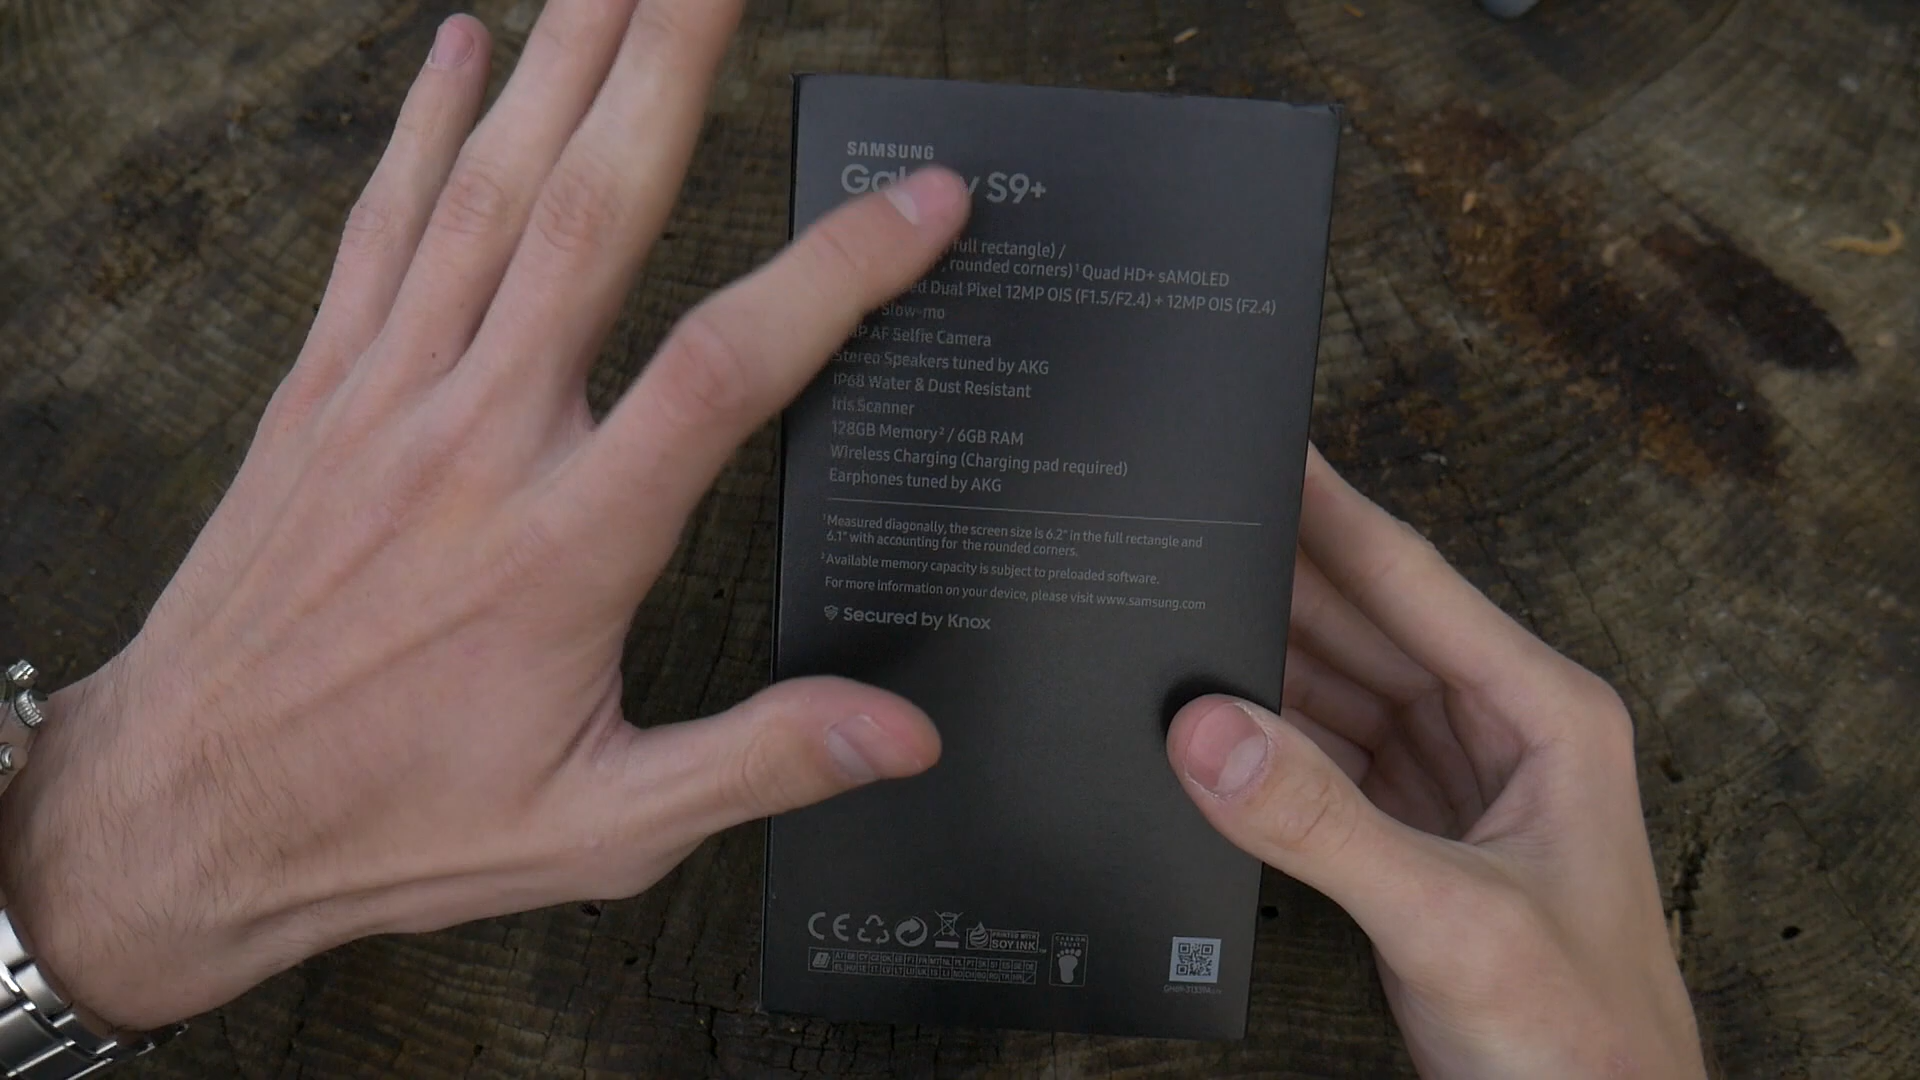 SAMSUNG
S9+
full rectangle) /
, rounded corners)¹ Quad HD+ sAMOLED
Dual Pixel 12MP OIS (F1.5/F2.4) + 12MP OIS (F2.4)
Slow-mo
AF Selfie Camera
Stereo Speakers tuned by AKG
IP68 Water & Dust Resistant
Iris Scanner
128GB Memory² / 6GB RAM
Wireless Charging (Charging pad required)
Earphones tuned by AKG
¹Measured diagonally, the screen size is 6.2" in the full rectangle and
6.1" with accounting for the rounded corners.
²Available memory capacity is subject to preloaded software.
For more information on your device, please visit www.samsung.com
Secured by Knox
CE
PRINTED WITH
SOY INK
CARBON
TRUST